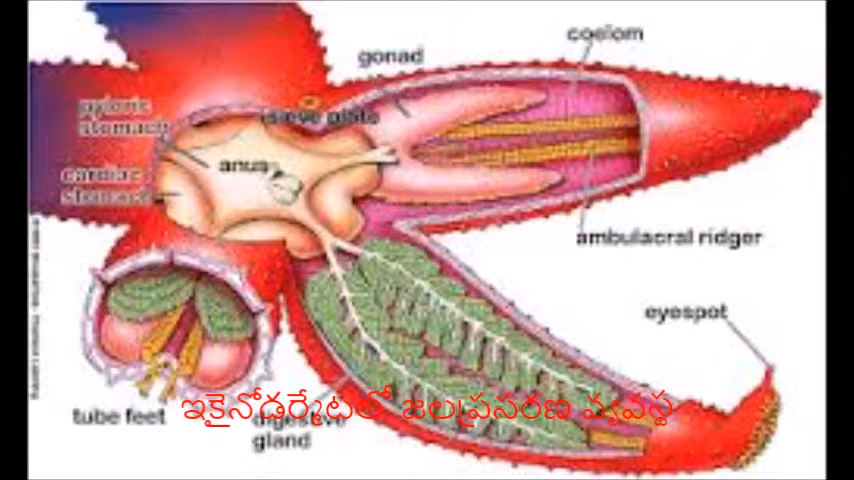 coelom
gonad
pyloric
stomach
sieve plate
anus
cardiac
stomach
ambulacral ridger
eyespot
tube feet
ఇకైనోడర్మేటలో జలప్రసరణ వ్యవస్థ
digestive
gland